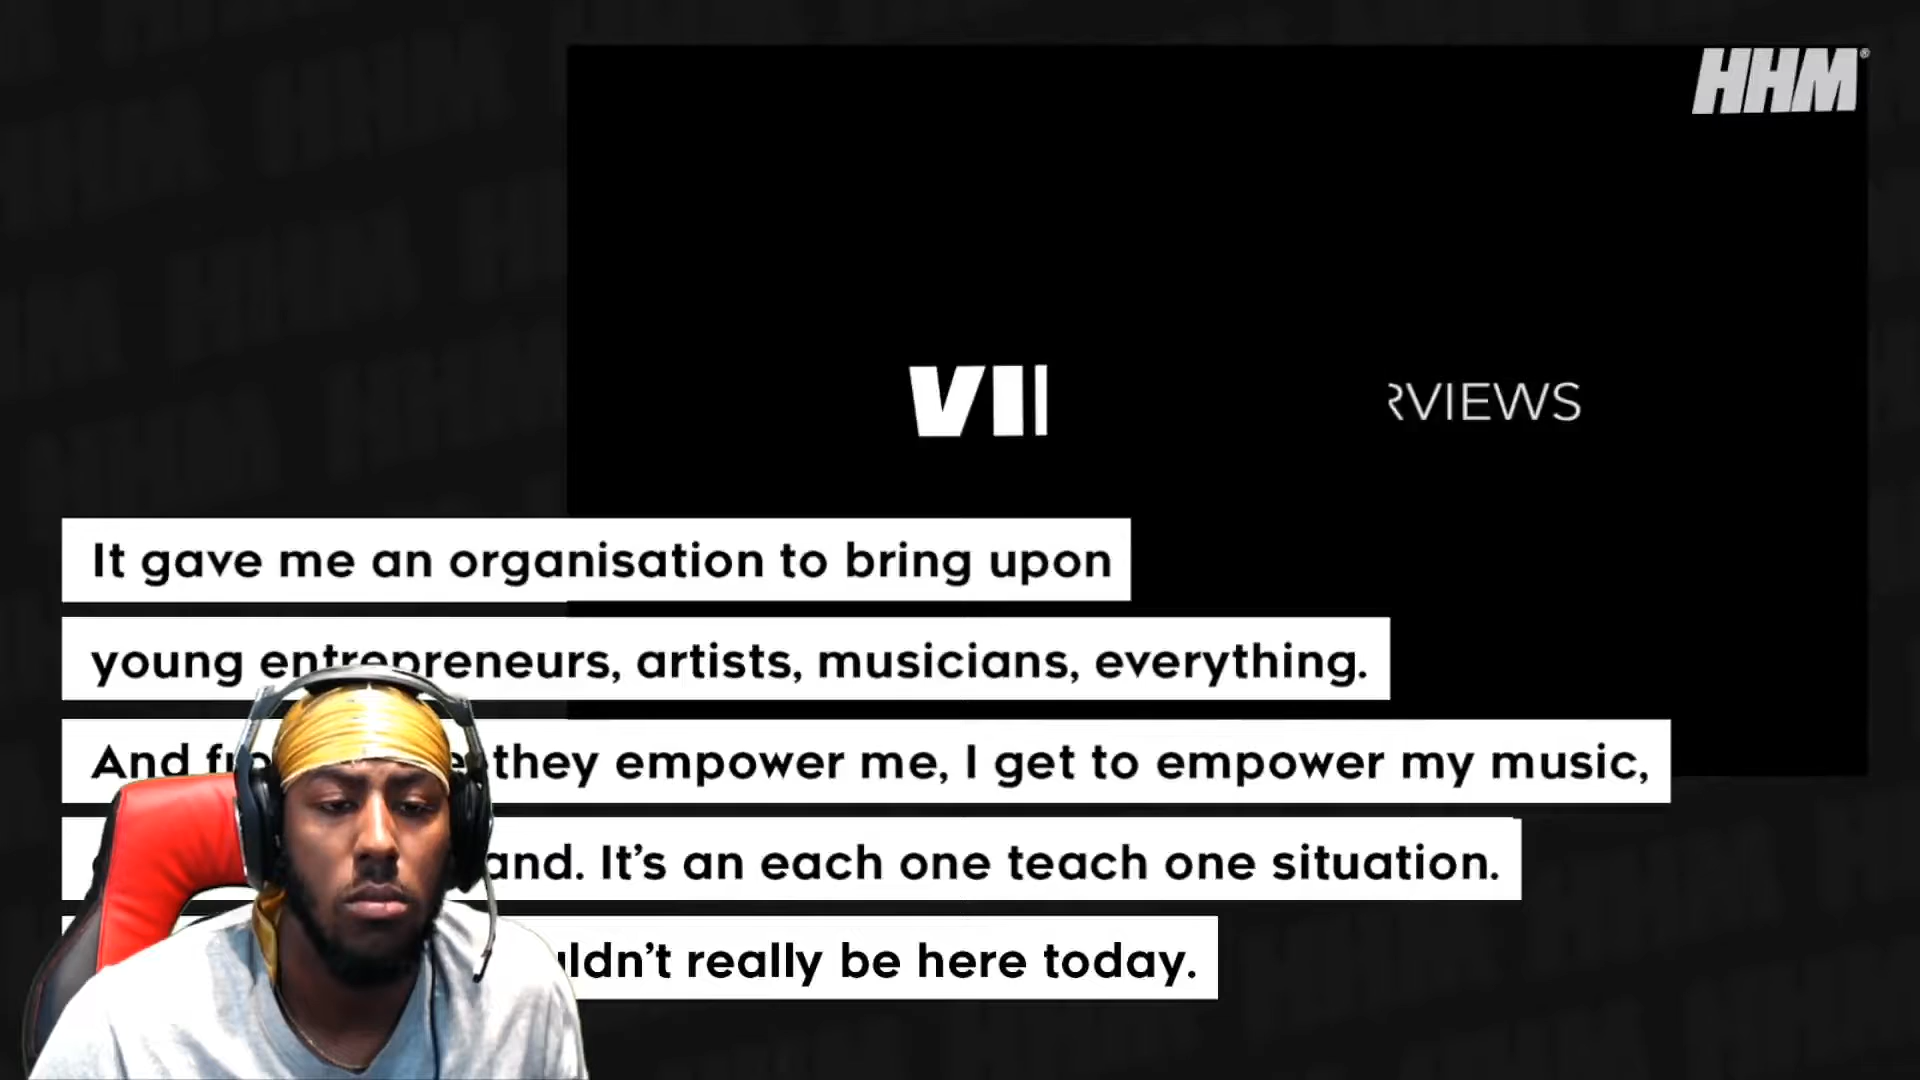 HHM®
VII RVIEWS
It gave me an organisation to bring upon
young entrepreneurs, artists, musicians, everything.
And they empower me, I get to empower my music,
and. It's an each one teach one situation.
really be here today.